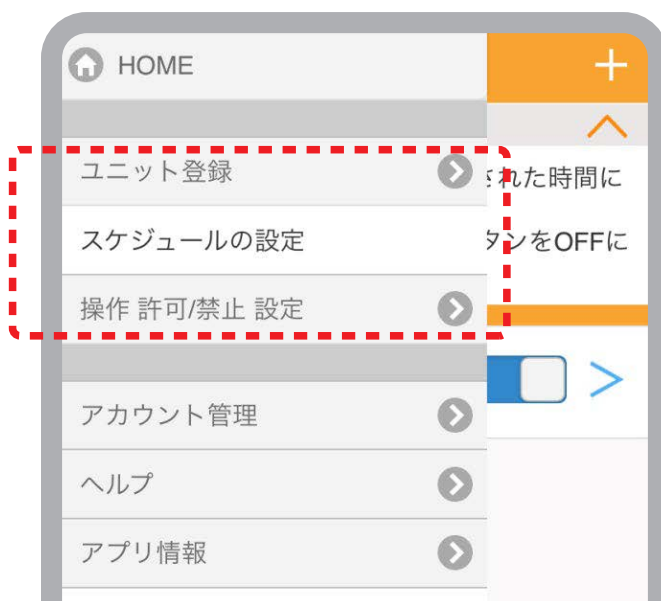 HOME
ユニット登録
された時間に
スケジュールの設定
タンをOFFに
操作 許可/禁止 設定
アカウント管理
ヘルプ
アプリ情報